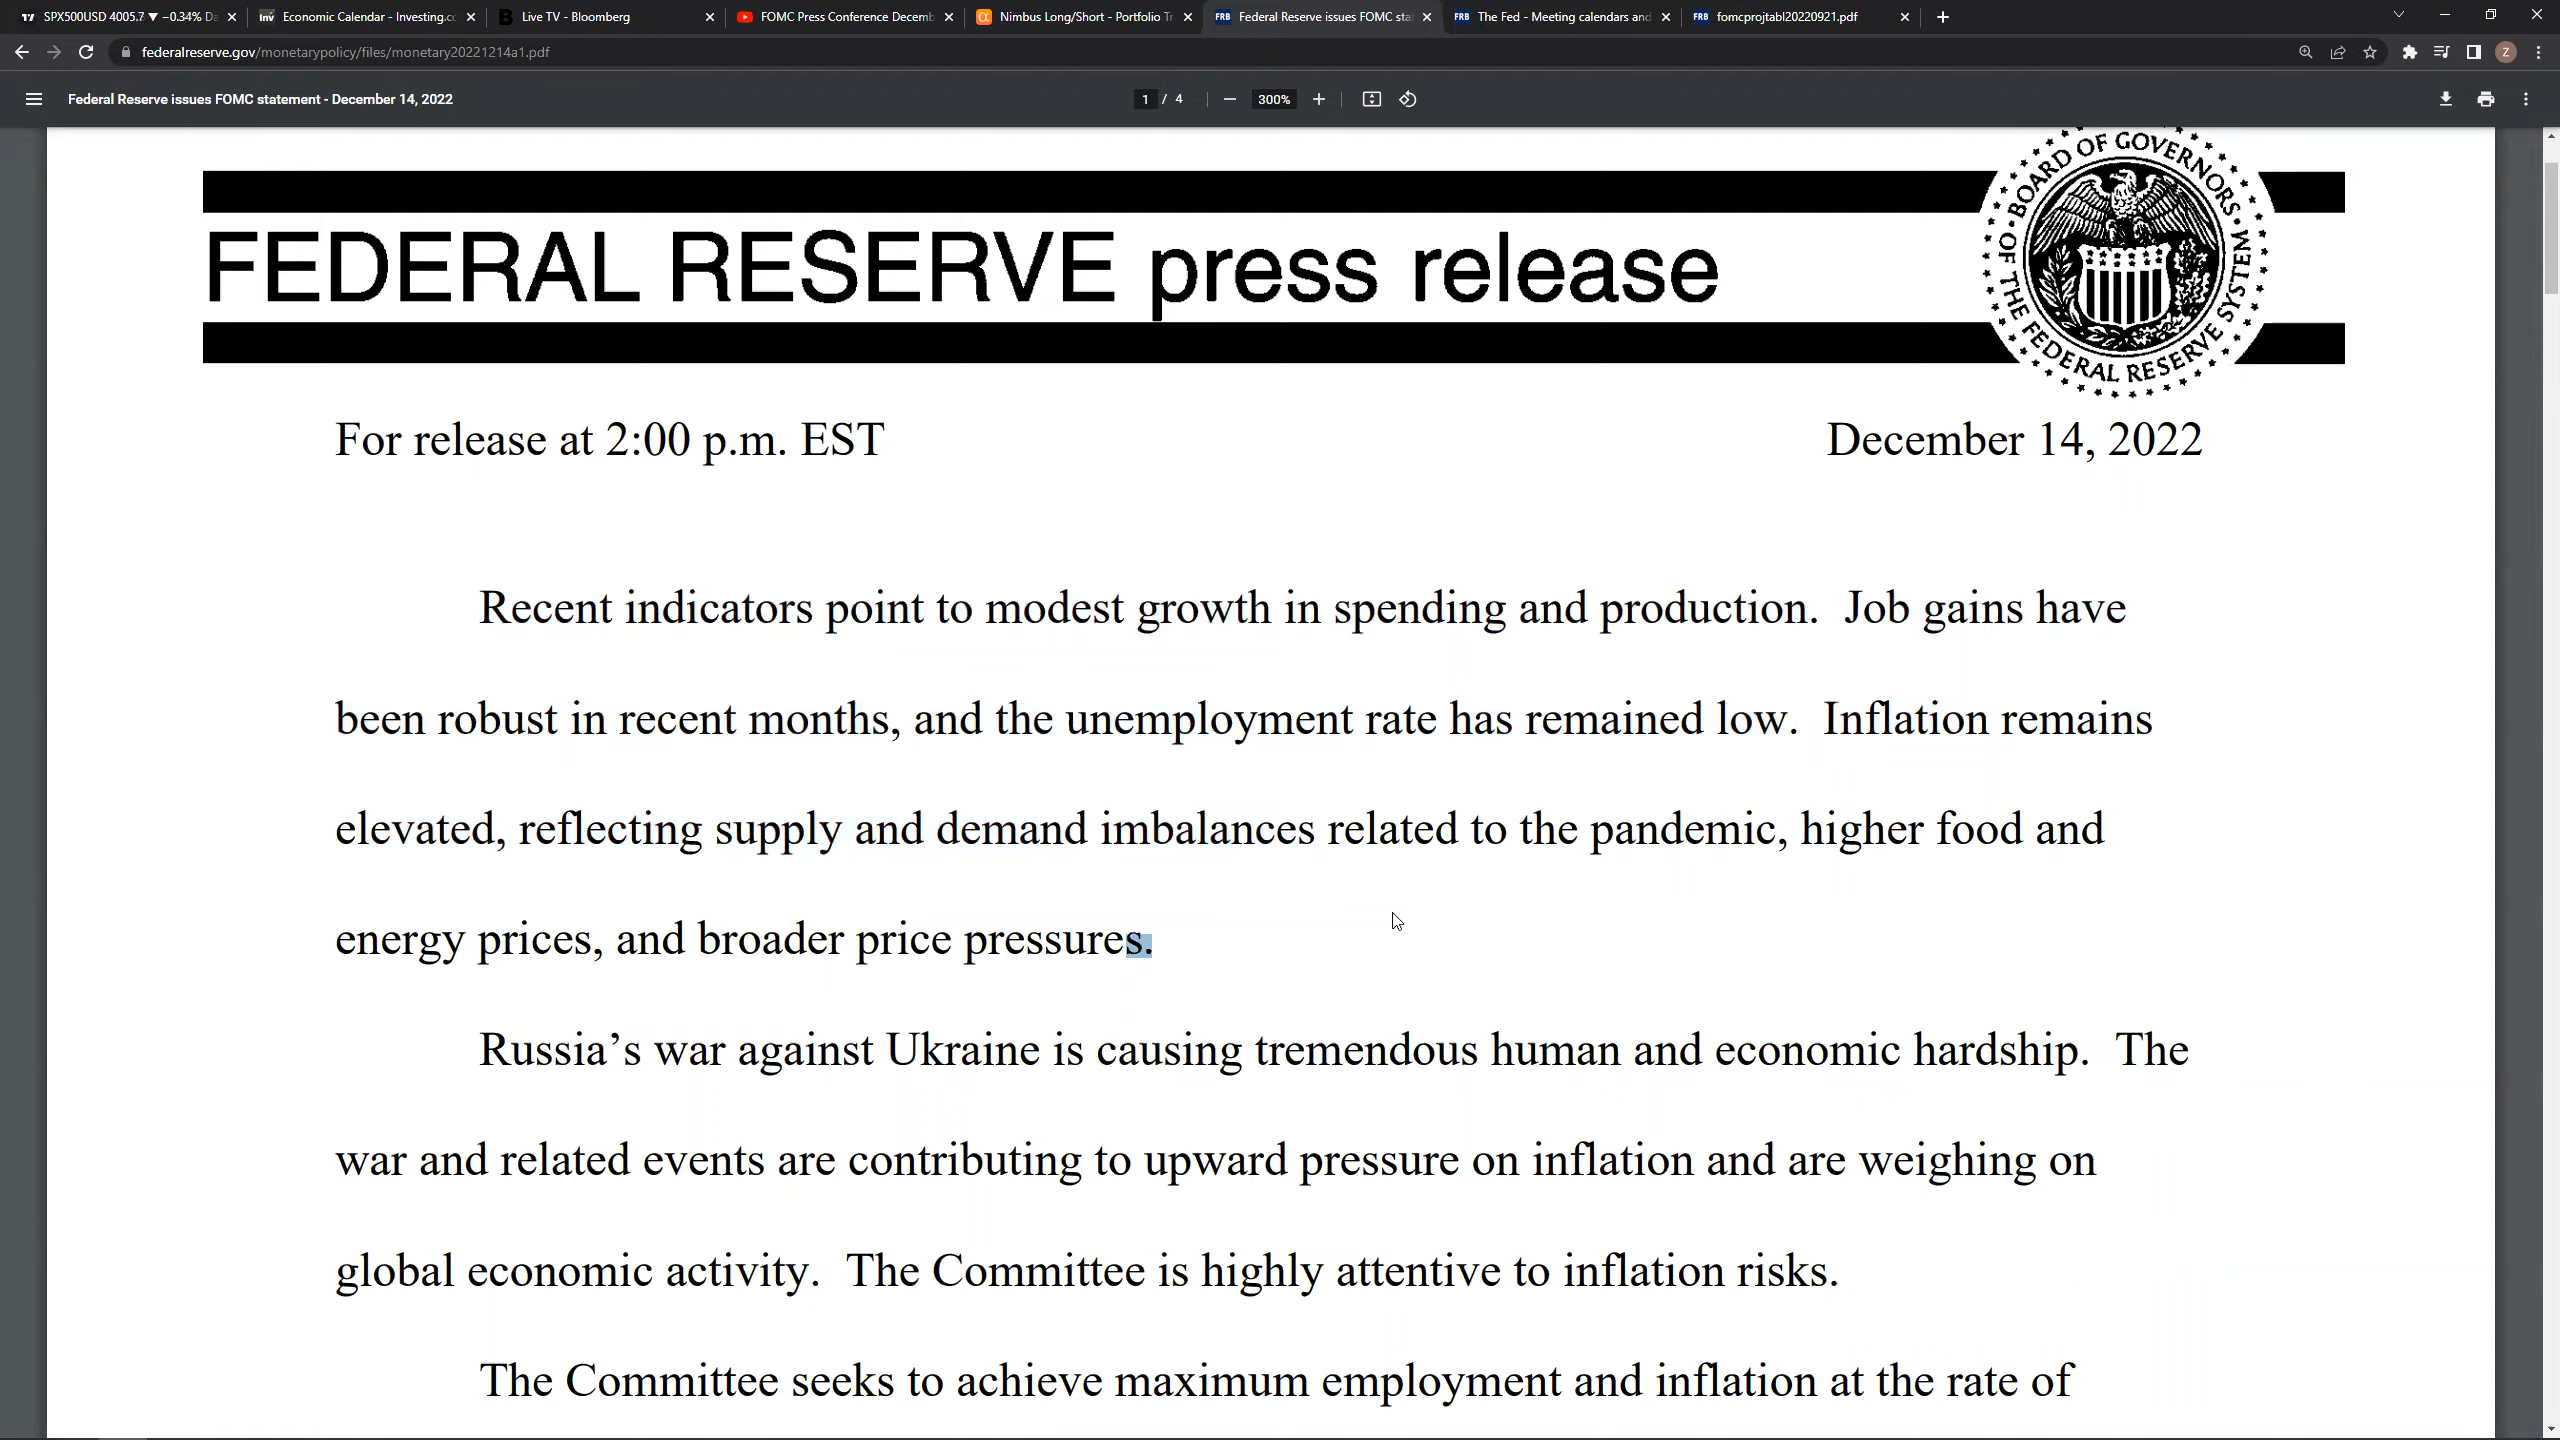 SPX500USD 4005.7 ▼ −0.34% Da
Economic Calendar - Investing.co
Live TV - Bloomberg
FOMC Press Conference Decemb
Nimbus Long/Short - Portfolio Tr
FRB Federal Reserve issues FOMC sta
FRB The Fed - Meeting calendars and
FRB fomcprojtabl20220921.pdf
federalreserve.gov/monetarypolicy/files/monetary20221214a1.pdf
Z
Federal Reserve issues FOMC statement - December 14, 2022
1 / 4
300%
FEDERAL RESERVE press release
BOARD OF GOVERNORS
OF THE FEDERAL RESERVE SYSTEM
For release at 2:00 p.m. EST
December 14, 2022
Recent indicators point to modest growth in spending and production. Job gains have
been robust in recent months, and the unemployment rate has remained low. Inflation remains
elevated, reflecting supply and demand imbalances related to the pandemic, higher food and
energy prices, and broader price pressures.
Russia’s war against Ukraine is causing tremendous human and economic hardship. The
war and related events are contributing to upward pressure on inflation and are weighing on
global economic activity. The Committee is highly attentive to inflation risks.
The Committee seeks to achieve maximum employment and inflation at the rate of